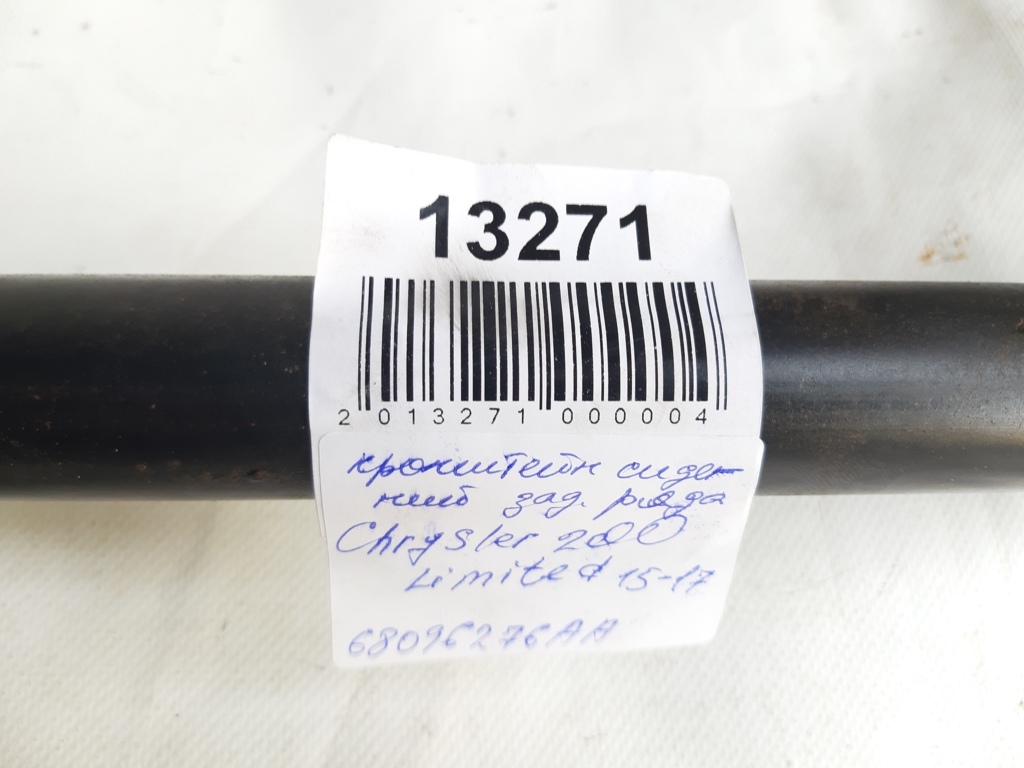 13271
2 013271 000004
кронштейн сиде-
ний зад. ряда
Chrysler 200
Limited 15-17
68096276AA